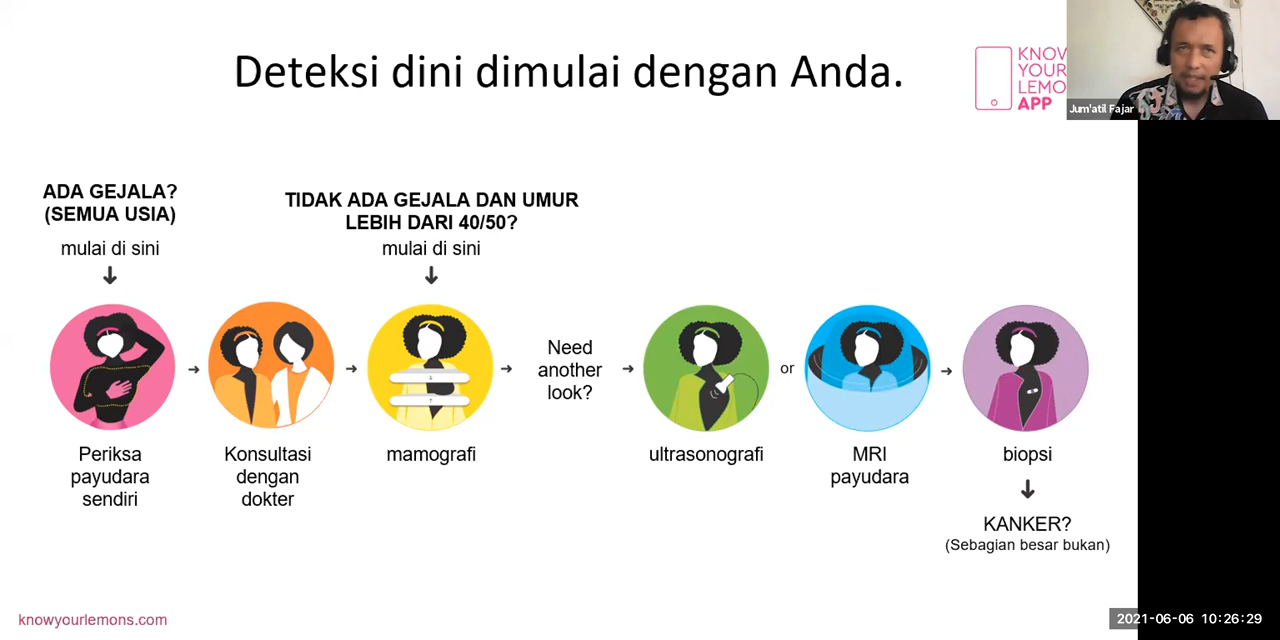 Deteksi dini dimulai dengan Anda.
KNOW
YOUR
LEMO
APP
Jum'atil Fajar
ADA GEJALA?
(SEMUA USIA)
mulai di sini
TIDAK ADA GEJALA DAN UMUR
LEBIH DARI 40/50?
mulai di sini
Need
another
look?
or
Periksa
payudara
sendiri
Konsultasi
dengan
dokter
mamografi
ultrasonografi
MRI
payudara
biopsi
KANKER?
(Sebagian besar bukan)
knowyourlemons.com
2021-06-06 10:26:29